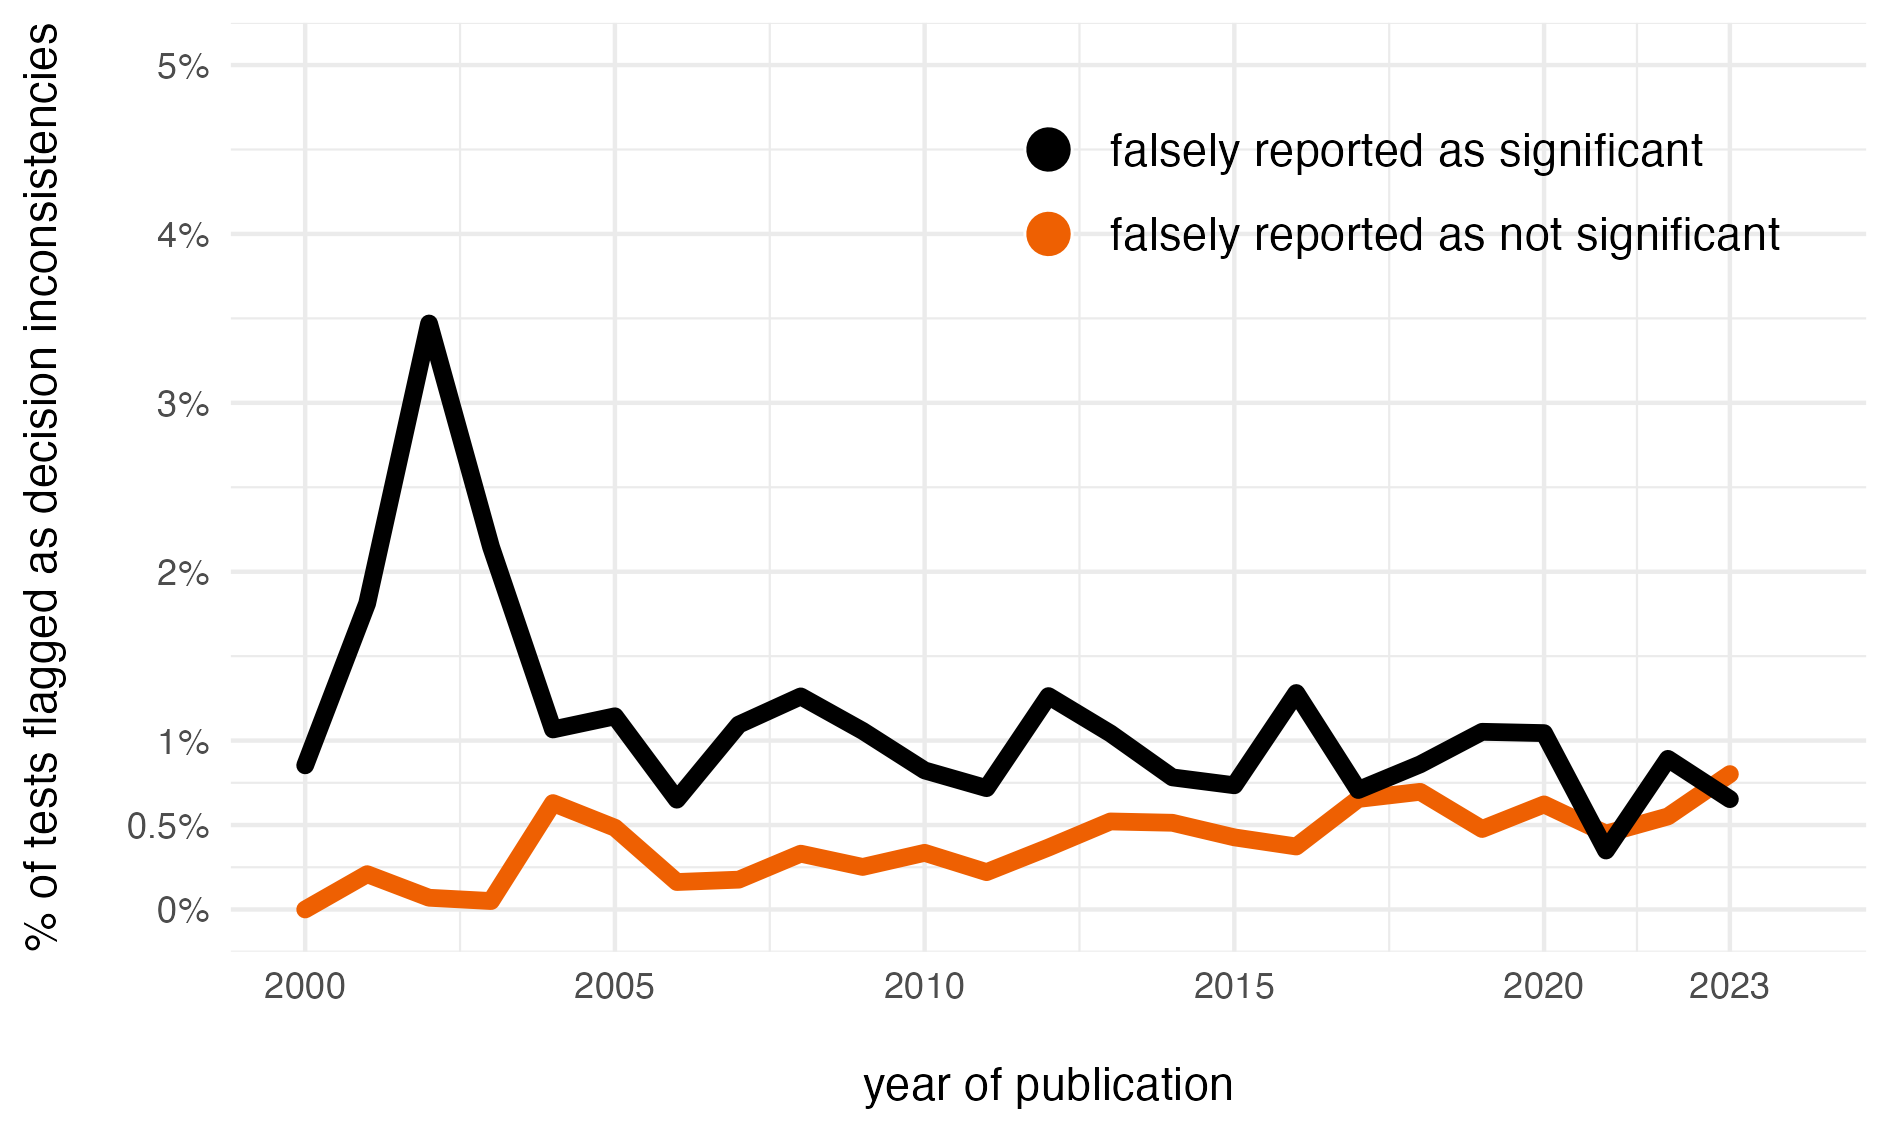 % of tests flagged as decision inconsistencies
5%
4%
3%
2%
1%
0.5%
0%
falsely reported as significant
falsely reported as not significant
2000 2005 2010 2015 2020 2023
year of publication